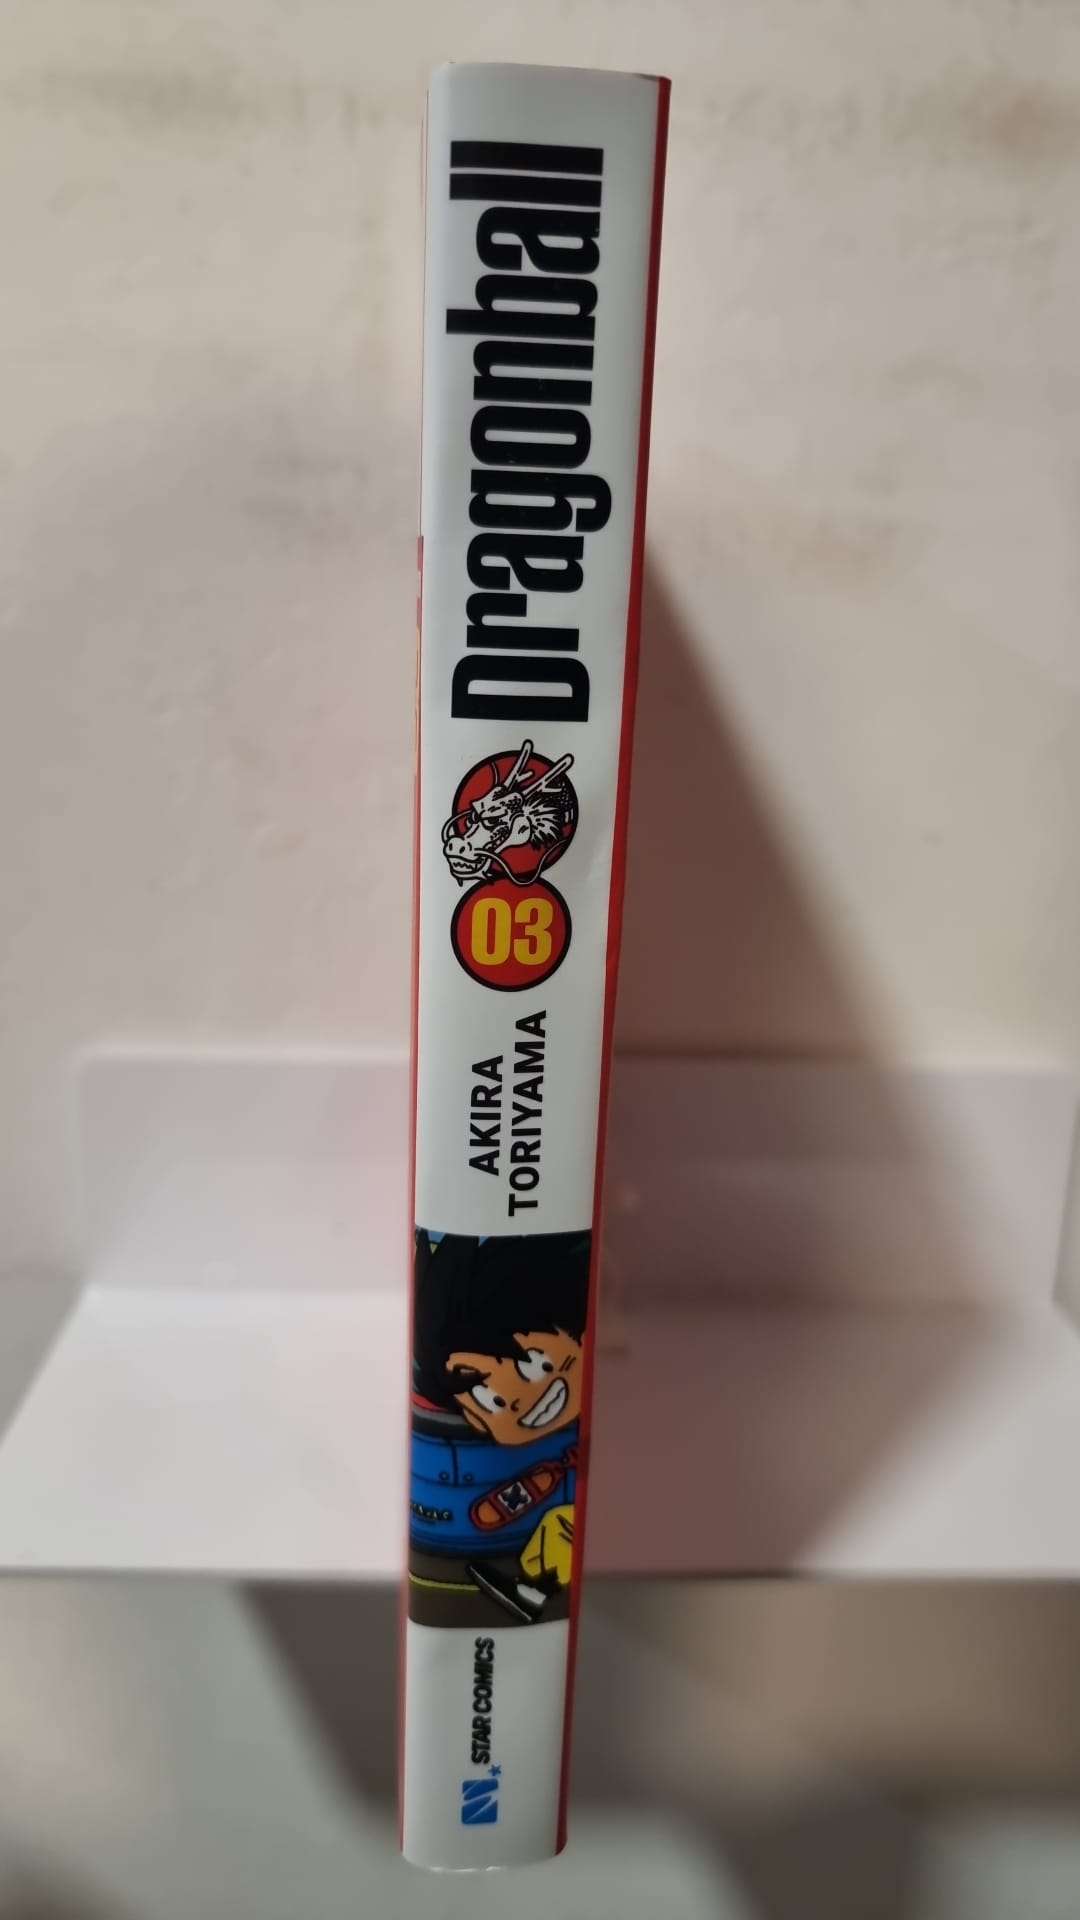 Dragonball
03
AKIRA
TORIYAMA
STAR COMICS